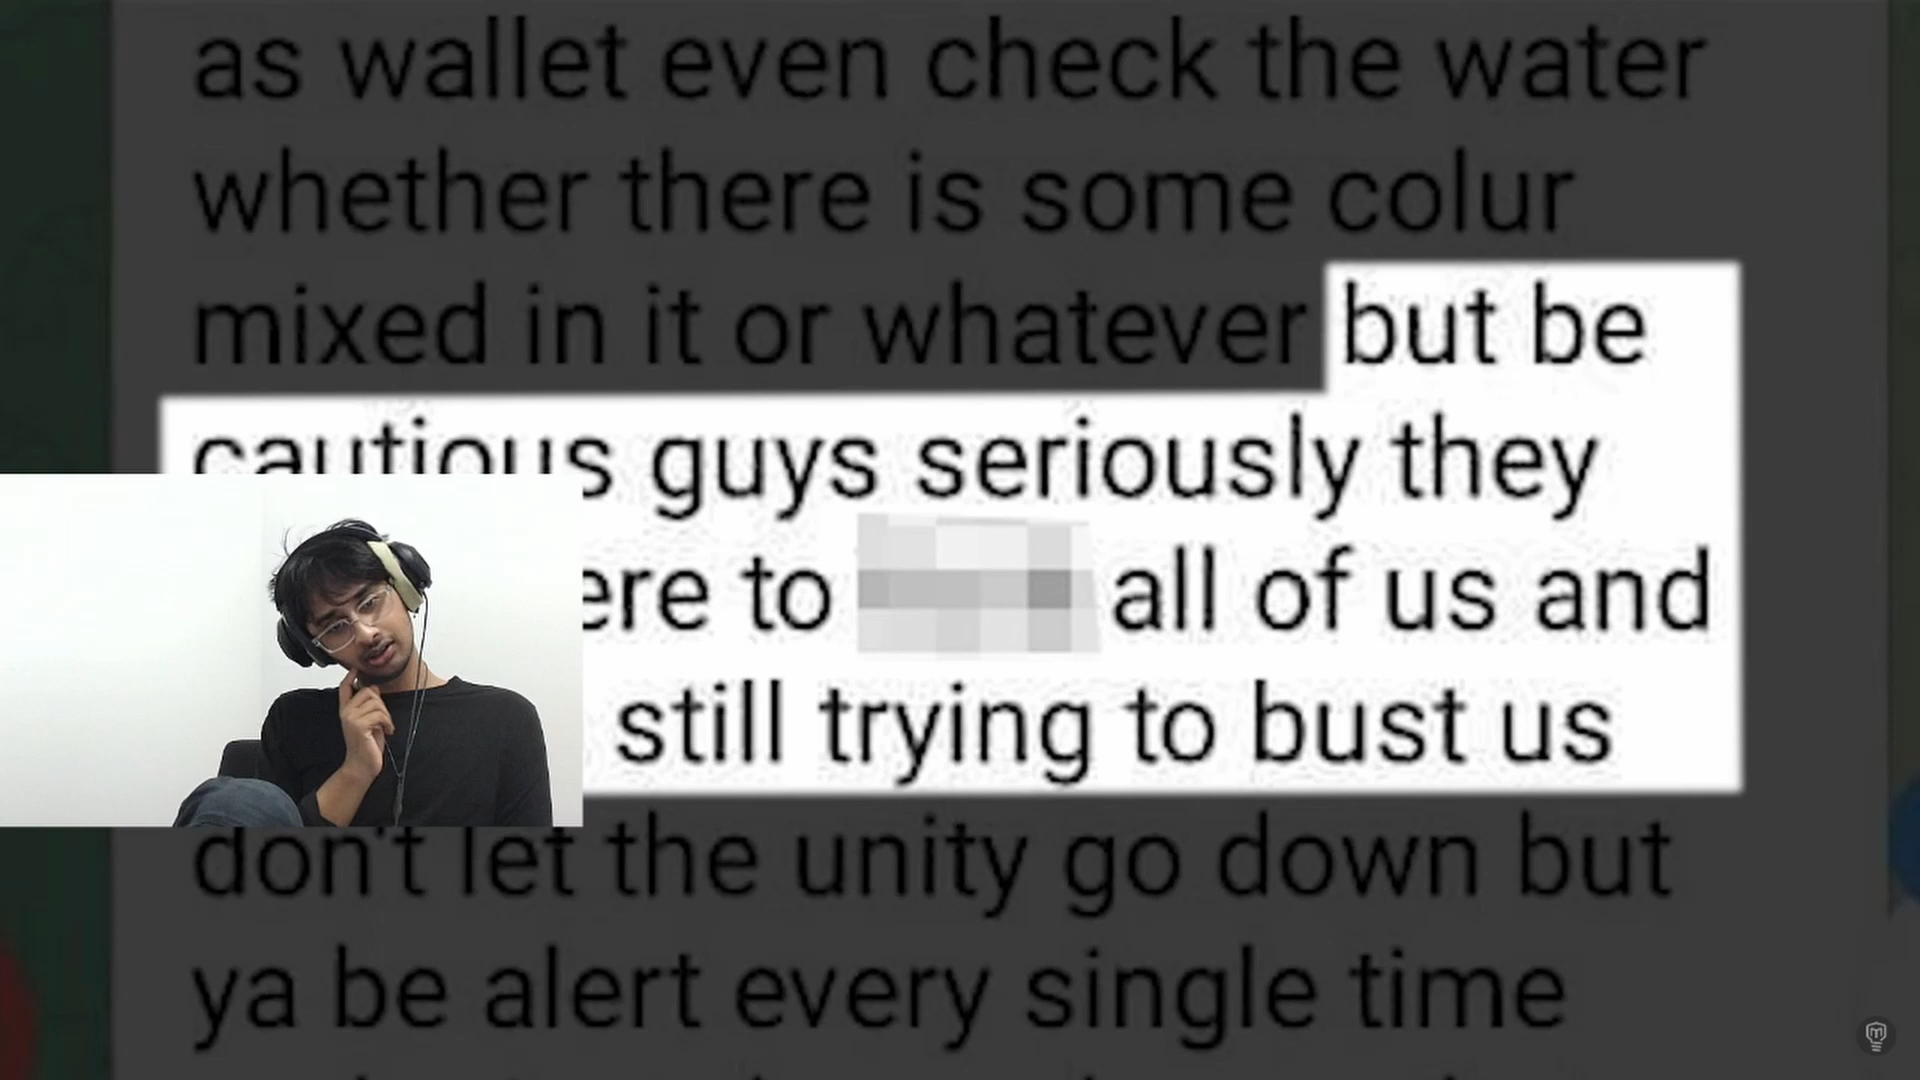 as wallet even check the water
whether there is some colur
mixed in it or whatever but be
cautious guys seriously they
to all of us and
still trying to bust us
don't let the unity go down but
ya be alert every single time